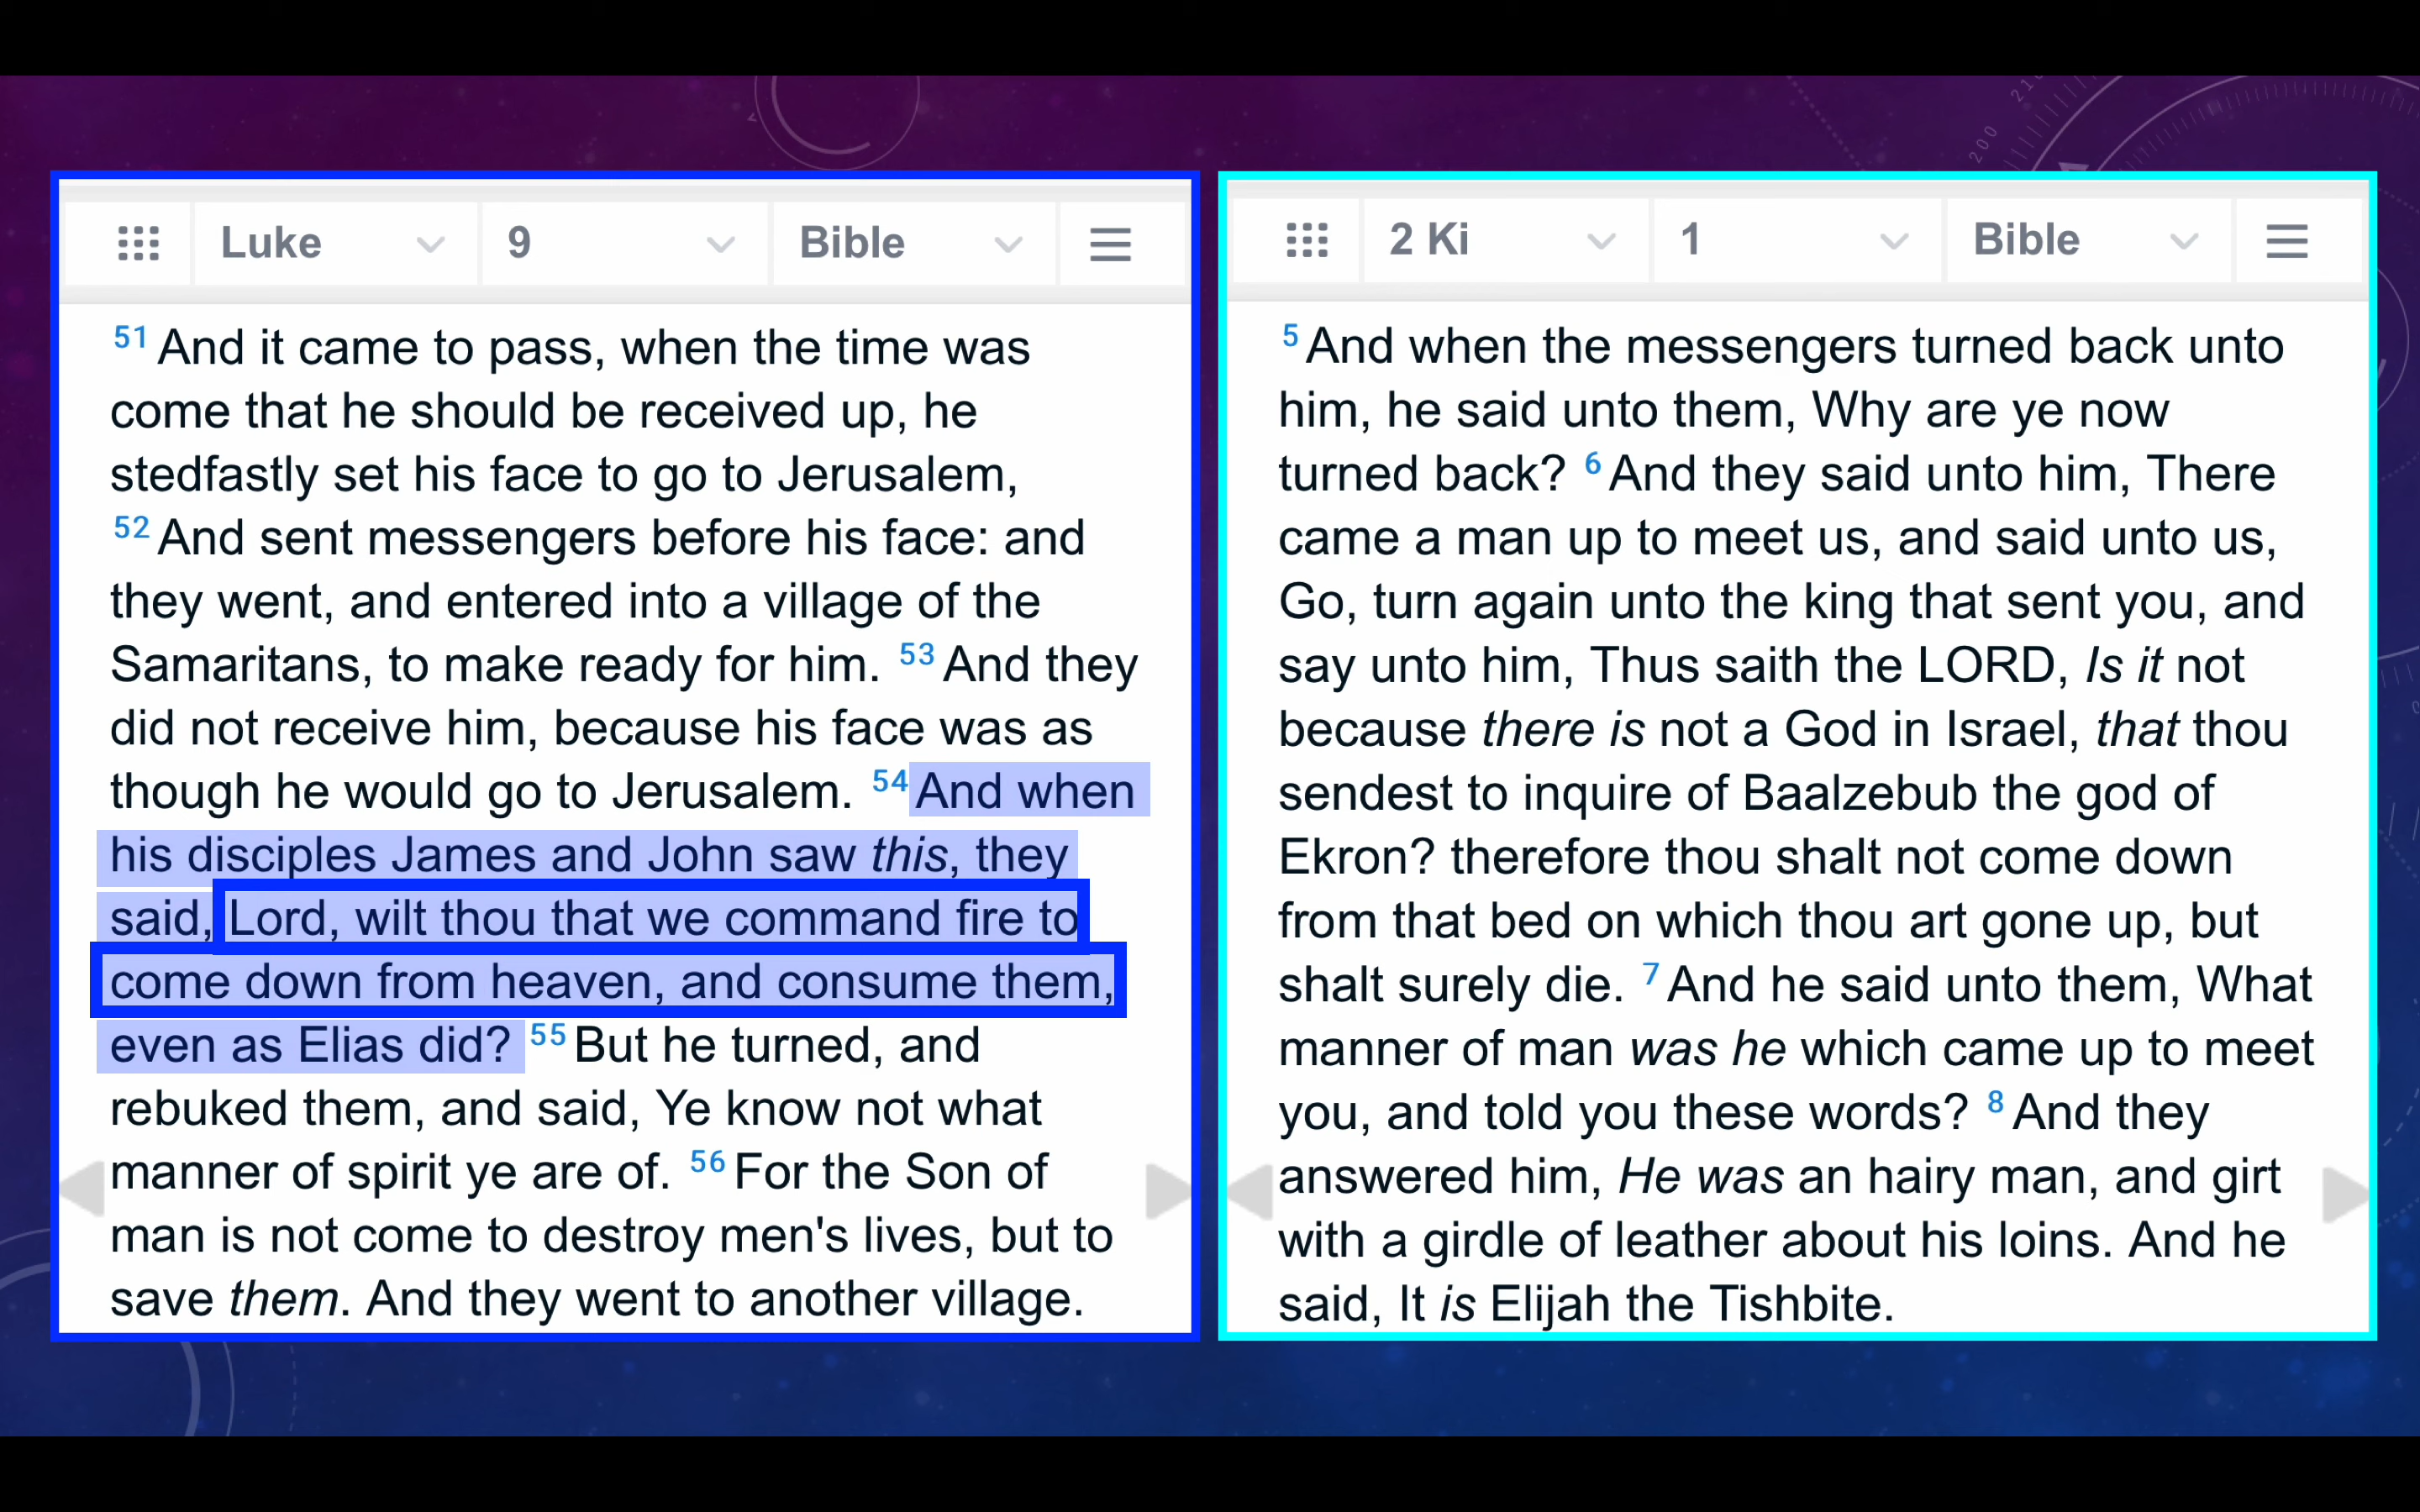 Luke 9 Bible
51 And it came to pass, when the time was
come that he should be received up, he
stedfastly set his face to go to Jerusalem,
52 And sent messengers before his face: and
they went, and entered into a village of the
Samaritans, to make ready for him. 53 And they
did not receive him, because his face was as
though he would go to Jerusalem. 54 And when
his disciples James and John saw this, they
said, Lord, wilt thou that we command fire to
come down from heaven, and consume them,
even as Elias did? 55 But he turned, and
rebuked them, and said, Ye know not what
manner of spirit ye are of. 56 For the Son of
man is not come to destroy men's lives, but to
save them. And they went to another village.
2 Ki 1 Bible
5 And when the messengers turned back unto
him, he said unto them, Why are ye now
turned back? 6 And they said unto him, There
came a man up to meet us, and said unto us,
Go, turn again unto the king that sent you, and
say unto him, Thus saith the LORD, Is it not
because there is not a God in Israel, that thou
sendest to inquire of Baalzebub the god of
Ekron? therefore thou shalt not come down
from that bed on which thou art gone up, but
shalt surely die. 7 And he said unto them, What
manner of man was he which came up to meet
you, and told you these words? 8 And they
answered him, He was an hairy man, and girt
with a girdle of leather about his loins. And he
said, It is Elijah the Tishbite.
200